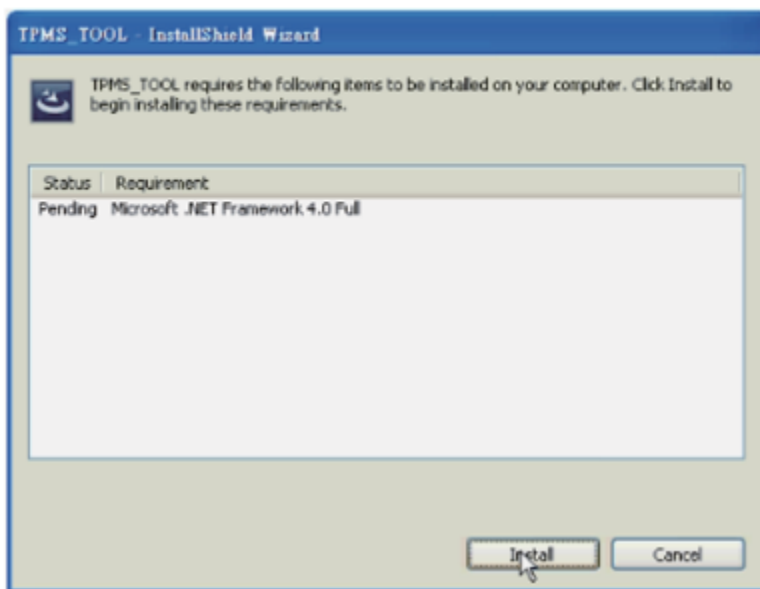 TPMS_TOOL - InstallShield Wizard
TPMS_TOOL requires the following items to be installed on your computer. Click Install to
begin installing these requirements.
Status Requirement
Pending Microsoft .NET Framework 4.0 Full
Install Cancel